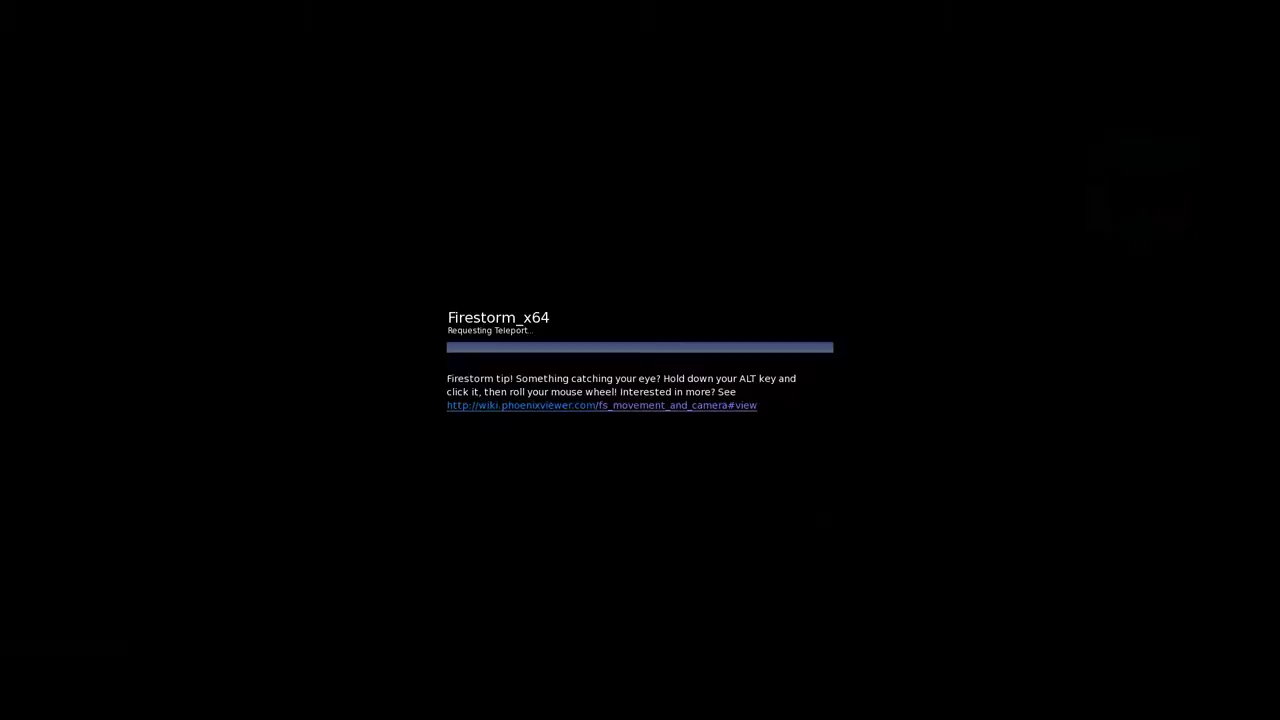 Firestorm_x64
Requesting Teleport...
Firestorm tip! Something catching your eye? Hold down your ALT key and
click it, then roll your mouse wheel! Interested in more? See
http://wiki.phoenixviewer.com/fs_movement_and_camera#view